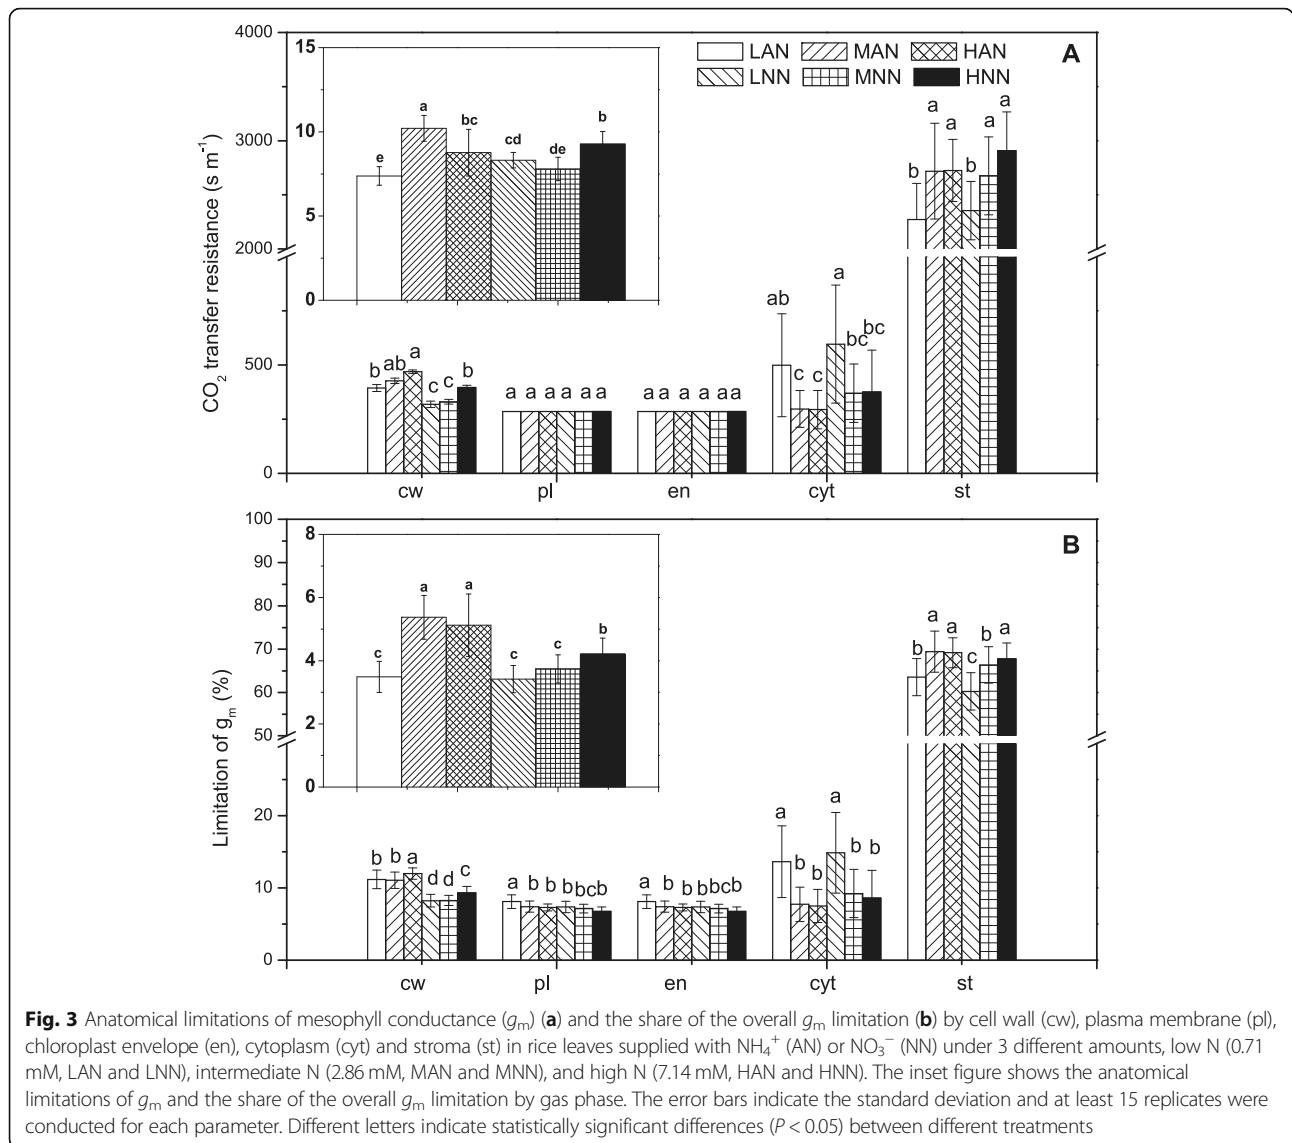 4000
3000
2000
500
0
CO2 transfer resistance (s m-1)
15
10
5
0
e a bc cd de b
LAN MAN HAN
LNN MNN HNN
A
b ab a c c b
a a a a a a
a a a a a a
ab c c a bc bc
b a a b a a
cw pl en cyt st
100
90
80
70
60
50
20
10
0
Limitation of gm (%)
8
6
4
2
0
c a a c c b
B
b b a d d c
a b b b bc b
a b b b bc b
a b b a b b
b a a c b a
cw pl en cyt st
Fig. 3 Anatomical limitations of mesophyll conductance (gm) (a) and the share of the overall gm limitation (b) by cell wall (cw), plasma membrane (pl),
chloroplast envelope (en), cytoplasm (cyt) and stroma (st) in rice leaves supplied with NH4+ (AN) or NO3− (NN) under 3 different amounts, low N (0.71
mM, LAN and LNN), intermediate N (2.86 mM, MAN and MNN), and high N (7.14 mM, HAN and HNN). The inset figure shows the anatomical
limitations of gm and the share of the overall gm limitation by gas phase. The error bars indicate the standard deviation and at least 15 replicates were
conducted for each parameter. Different letters indicate statistically significant differences (P < 0.05) between different treatments